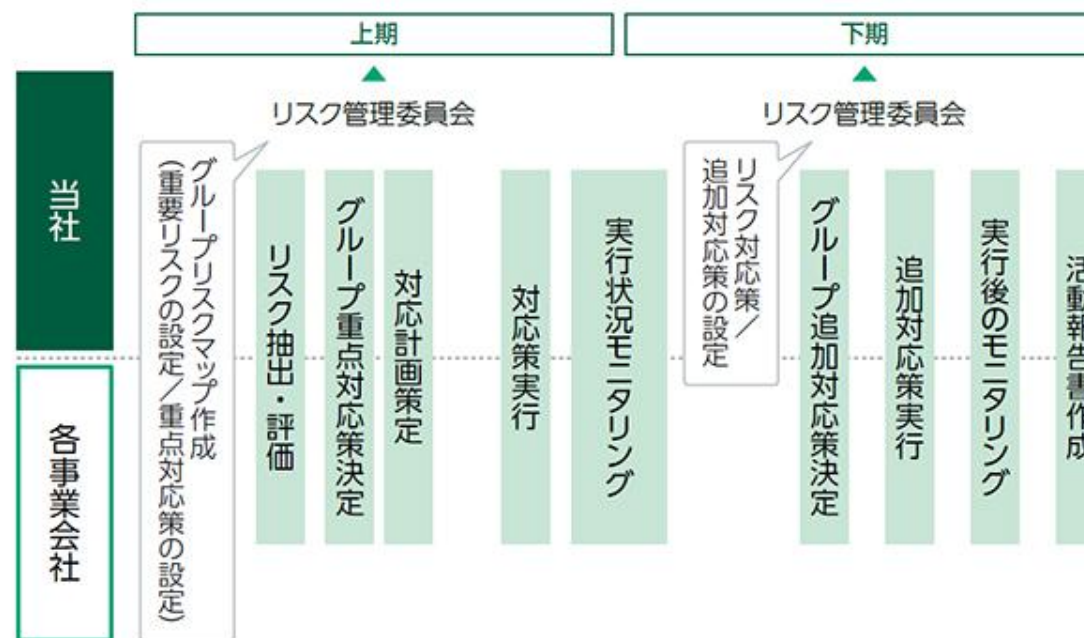 上期
下期
リスク管理委員会
リスク管理委員会
当社
各事業会社
グループリスクマップ作成
(重要リスクの設定/重点対応策の設定)
リスク抽出・評価
グループ重点対応策決定
対応計画策定
対応策実行
実行状況モニタリング
リスク対応策/
追加対応策の設定
グループ追加対応策決定
追加対応策実行
実行後のモニタリング
活動報告書作成